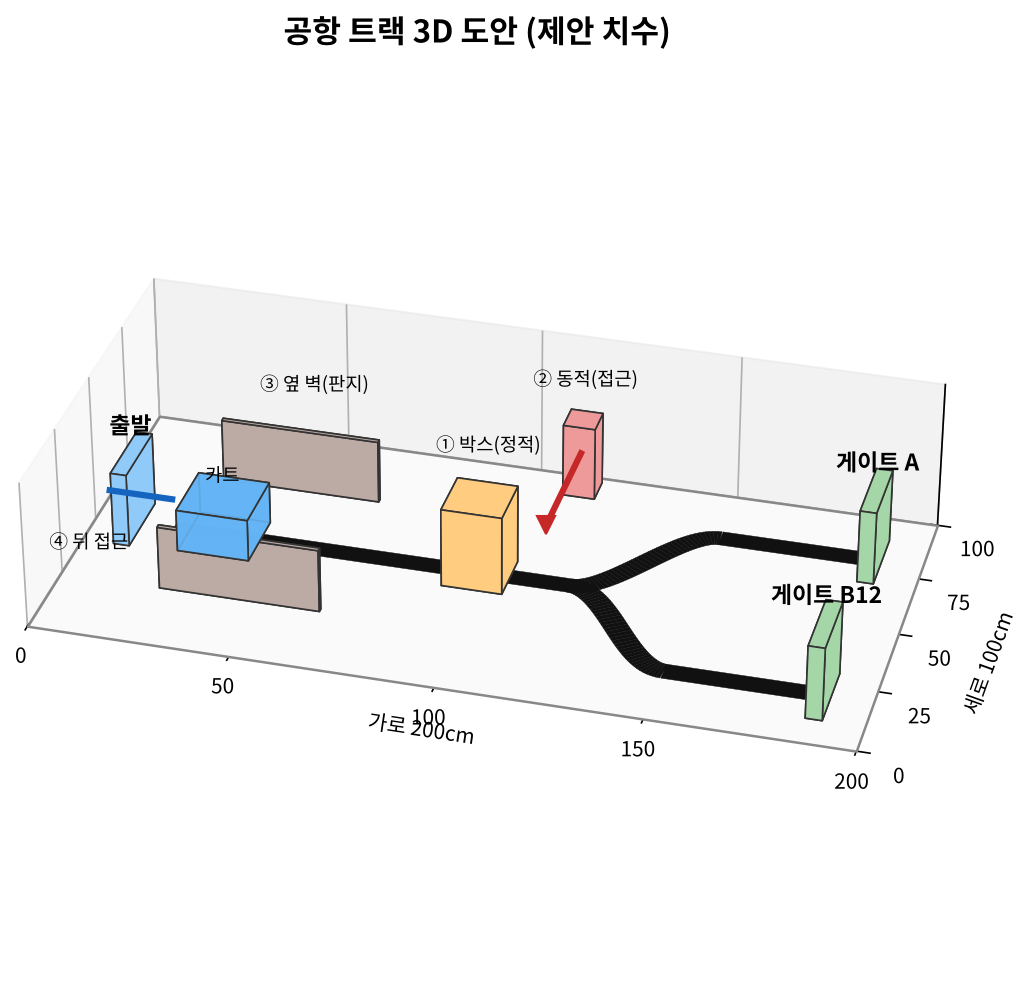 공항 트랙 3D 도안 (제안 치수)
② 동적(접근)
③ 옆 벽(판지)
출발
① 박스(정적)
게이트 A
카트
④ 뒤 접근
게이트 B12
0
50
100
150
200
가로 200cm
0
25
50
75
100
세로 100cm